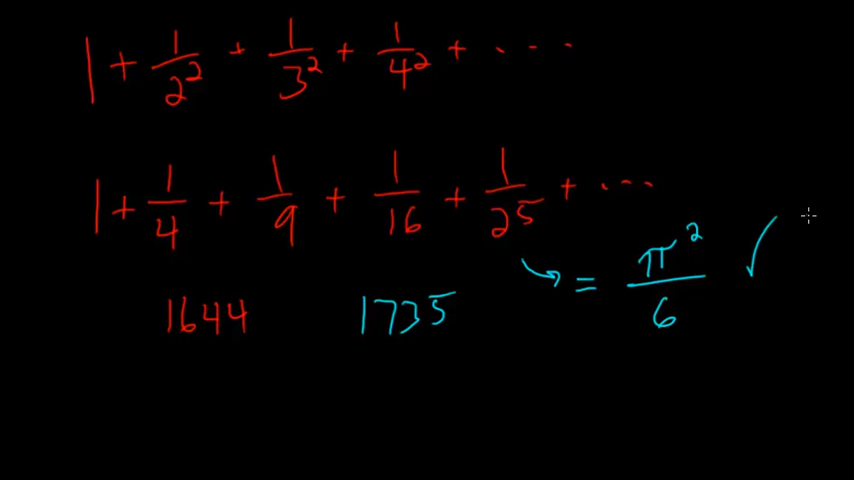 1 + 1/2² + 1/3² + 1/4² + ...
1 + 1/4 + 1/9 + 1/16 + 1/25 + ...
= π²/6 √
1644 1735